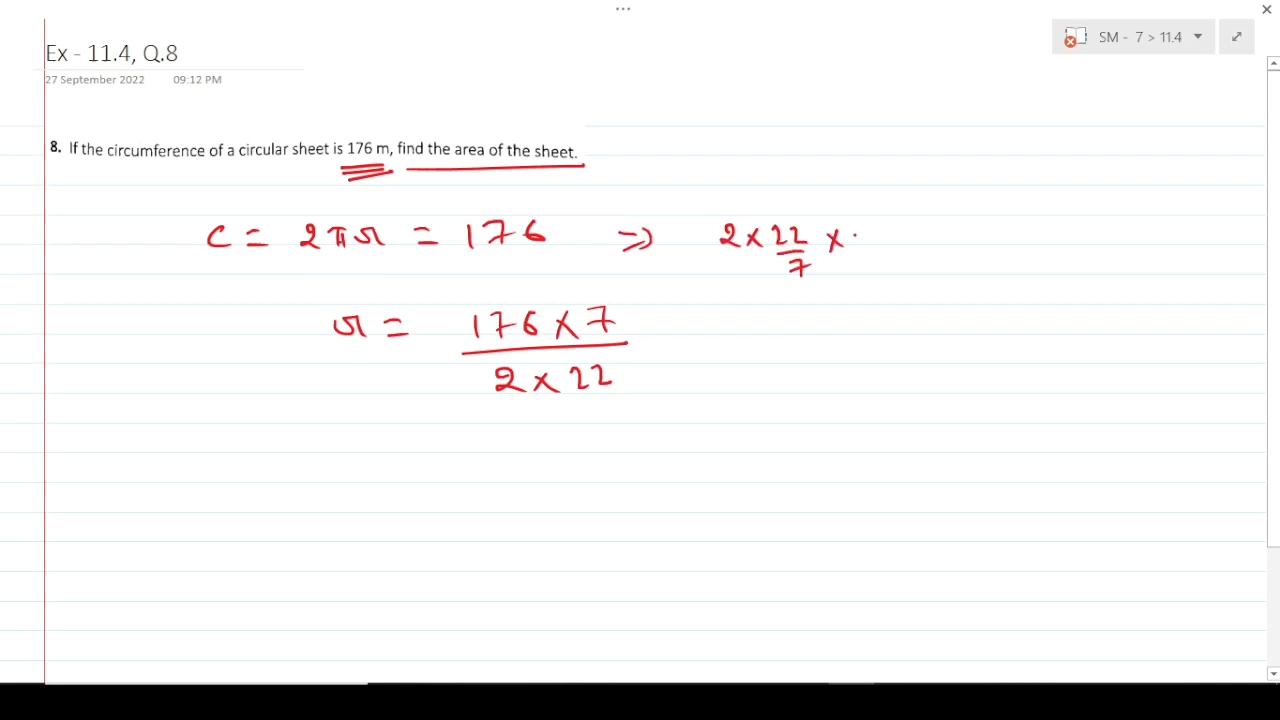 SM - 7 > 11.4
Ex - 11.4, Q.8
27 September 2022 09:12 PM
8. If the circumference of a circular sheet is 176 m, find the area of the sheet.
C = 2πr = 176 ⇒ 2 × 22/7 ×
r = 176 × 7
2 × 22